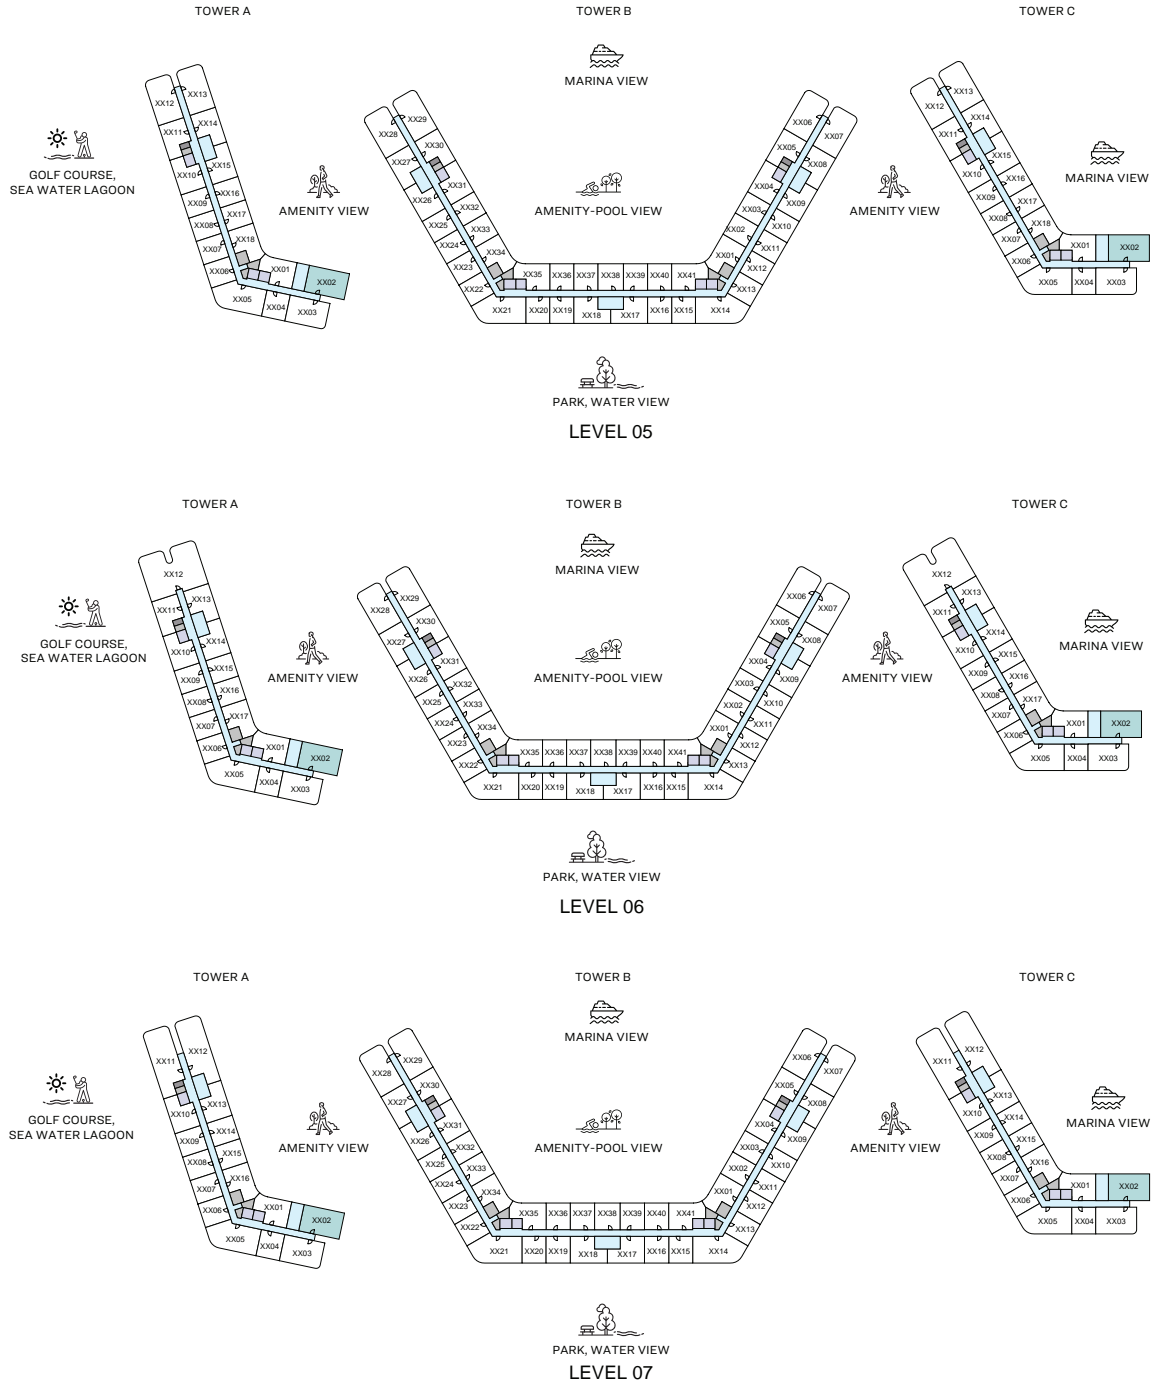 TOWER A
TOWER B
TOWER C
MARINA VIEW
GOLF COURSE,
SEA WATER LAGOON
AMENITY VIEW
AMENITY-POOL VIEW
AMENITY VIEW
MARINA VIEW
XX12
XX13
XX11
XX14
XX10
XX15
XX09
XX16
XX08
XX17
XX07
XX18
XX06
XX01
XX02
XX05
XX04
XX03
XX28
XX29
XX27
XX30
XX26
XX31
XX25
XX32
XX24
XX33
XX23
XX34
XX22
XX35
XX36
XX37
XX38
XX39
XX40
XX41
XX21
XX20
XX19
XX18
XX17
XX16
XX15
XX14
XX06
XX07
XX05
XX08
XX04
XX09
XX03
XX10
XX02
XX11
XX01
XX12
XX13
XX12
XX13
XX11
XX14
XX10
XX15
XX09
XX16
XX08
XX17
XX07
XX18
XX06
XX01
XX02
XX05
XX04
XX03
PARK, WATER VIEW
LEVEL 05
TOWER A
TOWER B
TOWER C
MARINA VIEW
GOLF COURSE,
SEA WATER LAGOON
AMENITY VIEW
AMENITY-POOL VIEW
AMENITY VIEW
MARINA VIEW
XX12
XX11
XX13
XX10
XX14
XX09
XX15
XX08
XX16
XX07
XX17
XX06
XX01
XX02
XX05
XX04
XX03
XX28
XX29
XX27
XX30
XX26
XX31
XX25
XX32
XX24
XX33
XX23
XX34
XX22
XX35
XX36
XX37
XX38
XX39
XX40
XX41
XX21
XX20
XX19
XX18
XX17
XX16
XX15
XX14
XX06
XX07
XX05
XX08
XX04
XX09
XX03
XX10
XX02
XX11
XX01
XX12
XX13
XX12
XX11
XX13
XX10
XX14
XX09
XX15
XX08
XX16
XX07
XX17
XX06
XX01
XX02
XX05
XX04
XX03
PARK, WATER VIEW
LEVEL 06
TOWER A
TOWER B
TOWER C
MARINA VIEW
GOLF COURSE,
SEA WATER LAGOON
AMENITY VIEW
AMENITY-POOL VIEW
AMENITY VIEW
MARINA VIEW
XX11
XX12
XX10
XX13
XX09
XX14
XX08
XX15
XX07
XX16
XX06
XX01
XX02
XX05
XX04
XX03
XX28
XX29
XX27
XX30
XX26
XX31
XX25
XX32
XX24
XX33
XX23
XX34
XX22
XX35
XX36
XX37
XX38
XX39
XX40
XX41
XX21
XX20
XX19
XX18
XX17
XX16
XX15
XX14
XX06
XX07
XX05
XX08
XX04
XX09
XX03
XX10
XX02
XX11
XX01
XX12
XX13
XX11
XX12
XX10
XX13
XX09
XX14
XX08
XX15
XX07
XX16
XX06
XX01
XX02
XX05
XX04
XX03
PARK, WATER VIEW
LEVEL 07